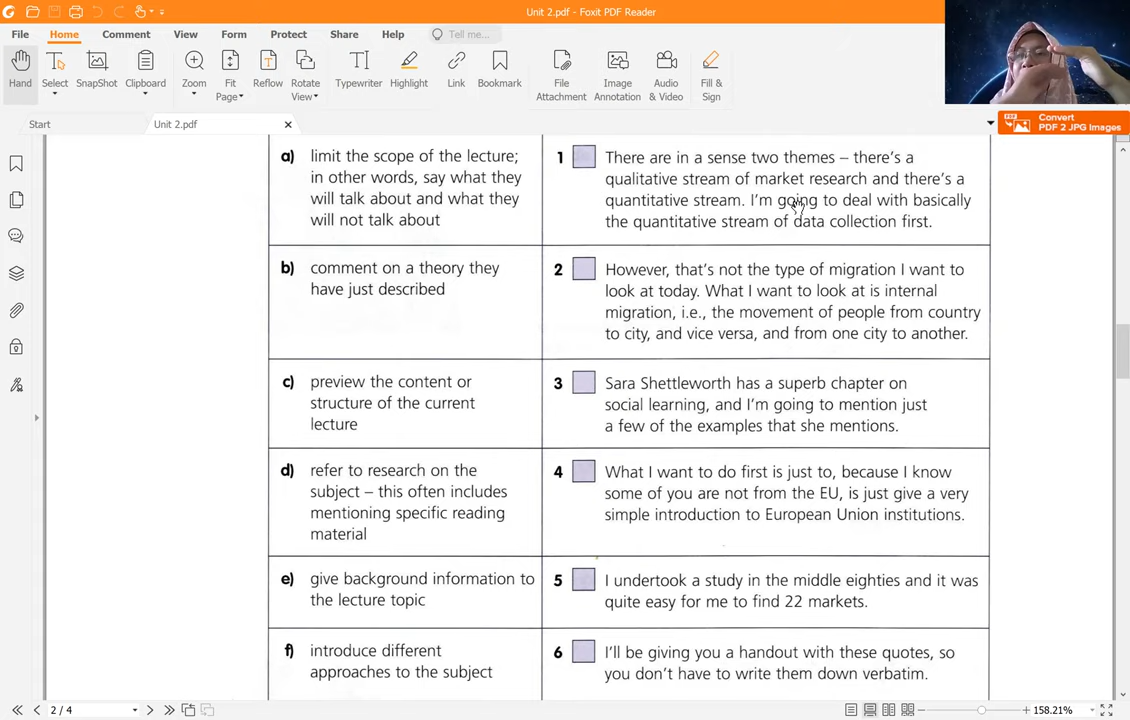 Unit 2.pdf - Foxit PDF Reader
File Home Comment View Form Protect Share Help Tell me...
Hand Select SnapShot Clipboard Zoom Fit Page Reflow Rotate View Typewriter Highlight Link Bookmark File Attachment Image Annotation Audio & Video Fill & Sign
Start Unit 2.pdf
Convert
PDF 2 JPG Images
a) limit the scope of the lecture;
in other words, say what they
will talk about and what they
will not talk about
1 There are in a sense two themes – there's a
qualitative stream of market research and there's a
quantitative stream. I'm going to deal with basically
the quantitative stream of data collection first.
b) comment on a theory they
have just described
2 However, that's not the type of migration I want to
look at today. What I want to look at is internal
migration, i.e., the movement of people from country
to city, and vice versa, and from one city to another.
c) preview the content or
structure of the current
lecture
3 Sara Shettleworth has a superb chapter on
social learning, and I'm going to mention just
a few of the examples that she mentions.
d) refer to research on the
subject – this often includes
mentioning specific reading
material
4 What I want to do first is just to, because I know
some of you are not from the EU, is just give a very
simple introduction to European Union institutions.
e) give background information to
the lecture topic
5 I undertook a study in the middle eighties and it was
quite easy for me to find 22 markets.
f) introduce different
approaches to the subject
6 I'll be giving you a handout with these quotes, so
you don't have to write them down verbatim.
2 / 4
158.21%